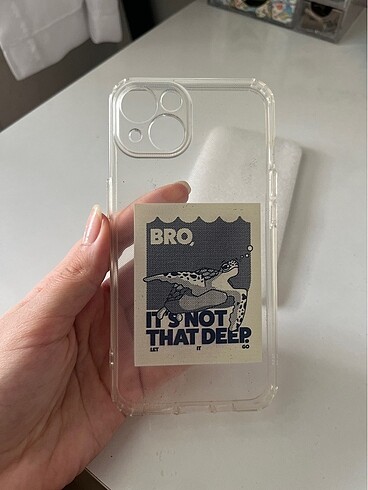 BRO,
IT'S NOT
THAT DEEP.
LET IT GO